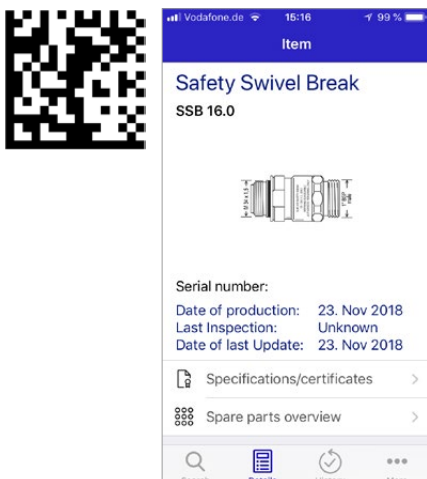 Vodafone.de 15:16 99 %
Item
Safety Swivel Break
SSB 16.0
Serial number:
Date of production: 23. Nov 2018
Last Inspection: Unknown
Date of last Update: 23. Nov 2018
Specifications/certificates
Spare parts overview